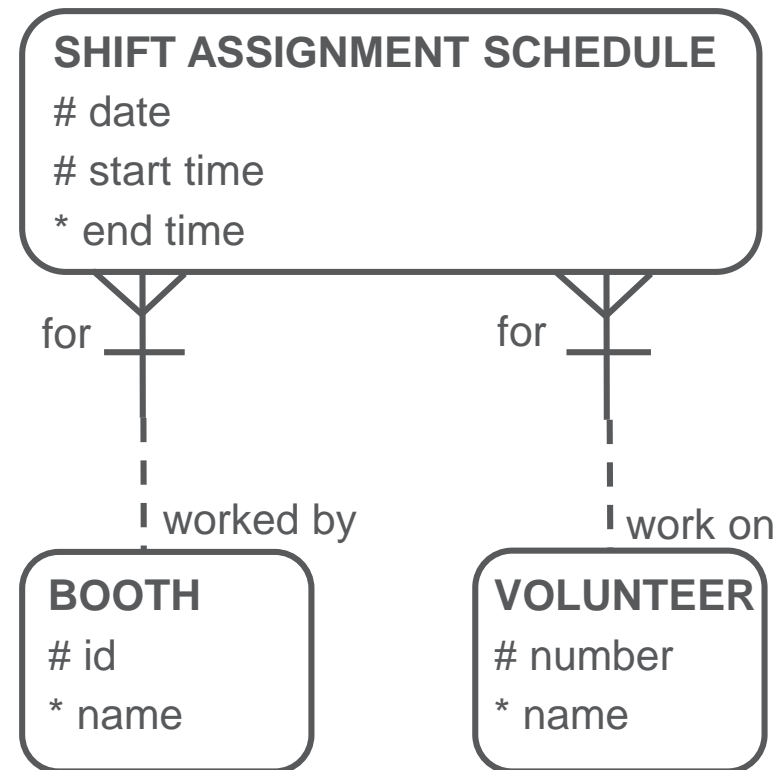 SHIFT ASSIGNMENT SCHEDULE
# date
# start time
* end time
for
for
worked by
work on
BOOTH
# id
* name
VOLUNTEER
# number
* name